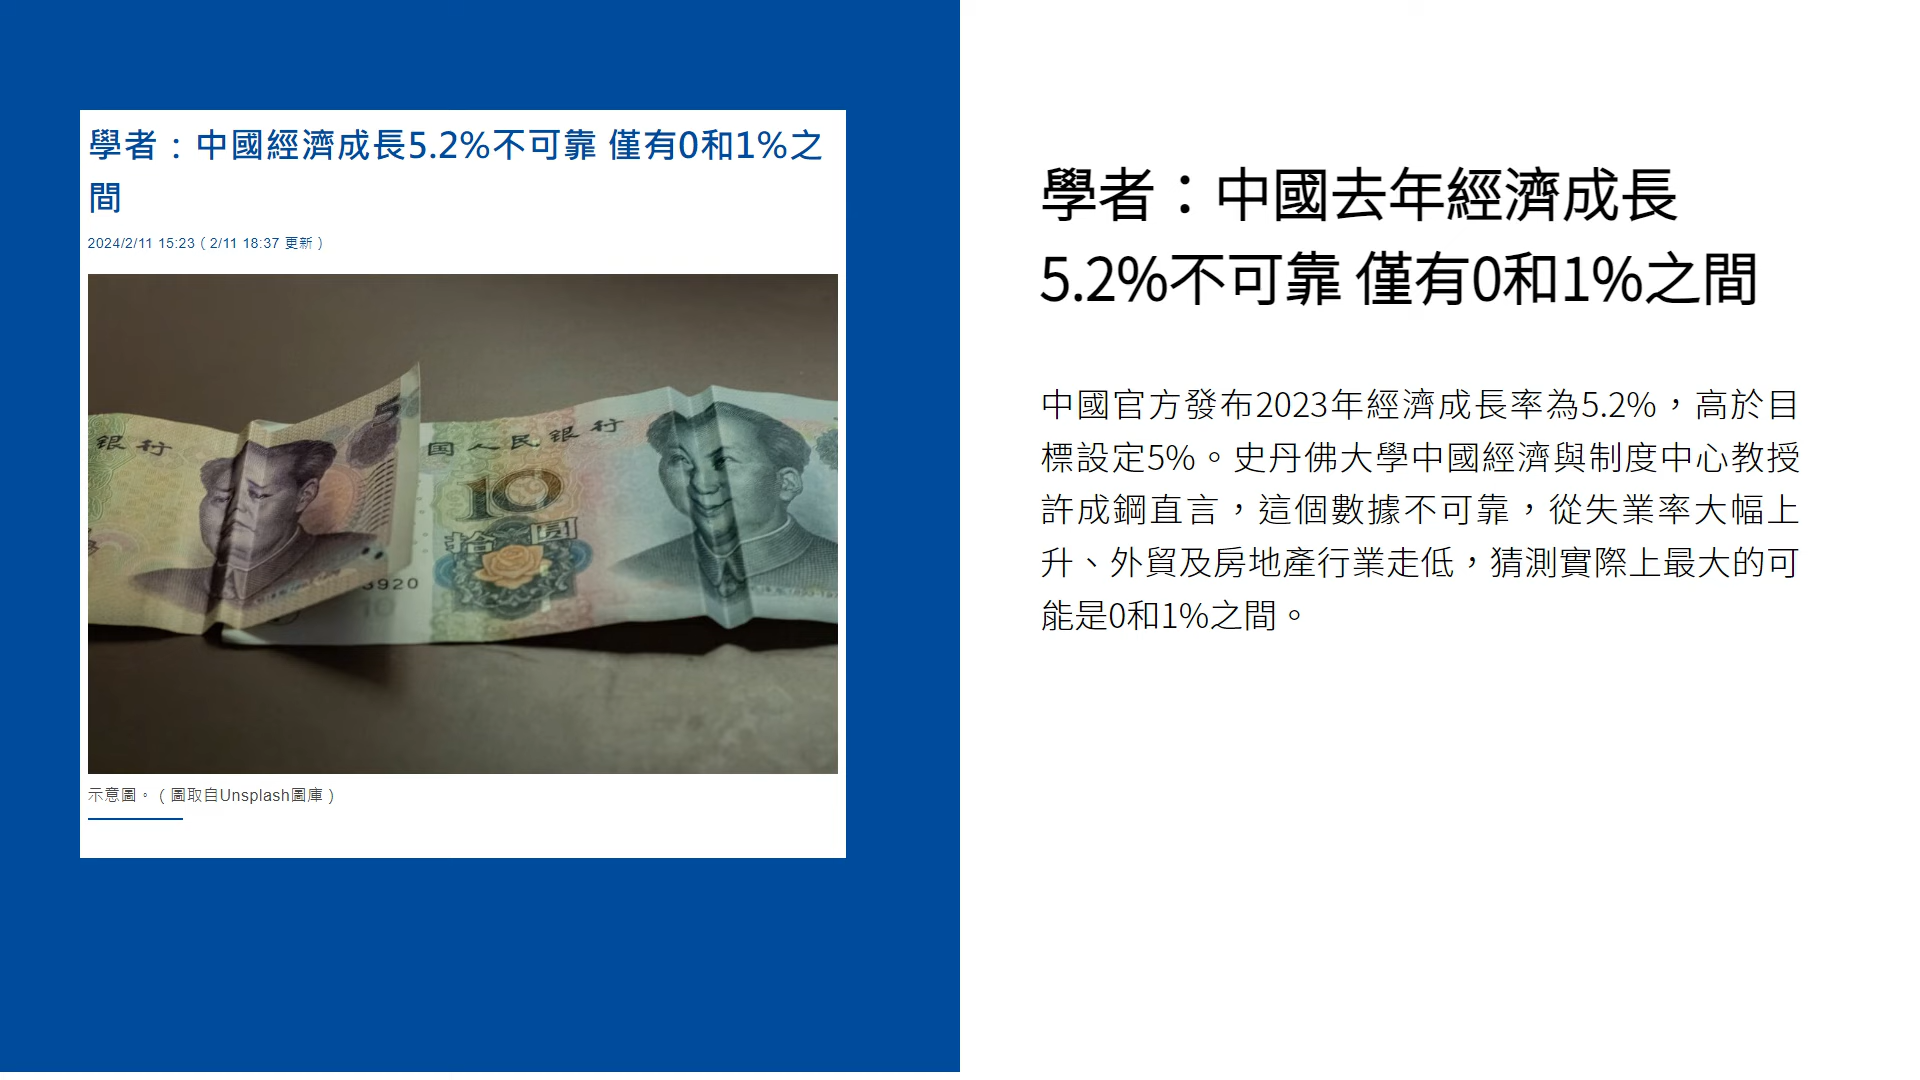 學者：中國經濟成長5.2%不可靠 僅有0和1%之
間
2024/2/11 15:23（2/11 18:37 更新）
银行
5
国人民银行
10
拾圆
3920
10
示意圖。（圖取自Unsplash圖庫）
學者：中國去年經濟成長
5.2%不可靠 僅有0和1%之間
中國官方發布2023年經濟成長率為5.2%，高於目
標設定5%。史丹佛大學中國經濟與制度中心教授
許成鋼直言，這個數據不可靠，從失業率大幅上
升、外貿及房地產行業走低，猜測實際上最大的可
能是0和1%之間。